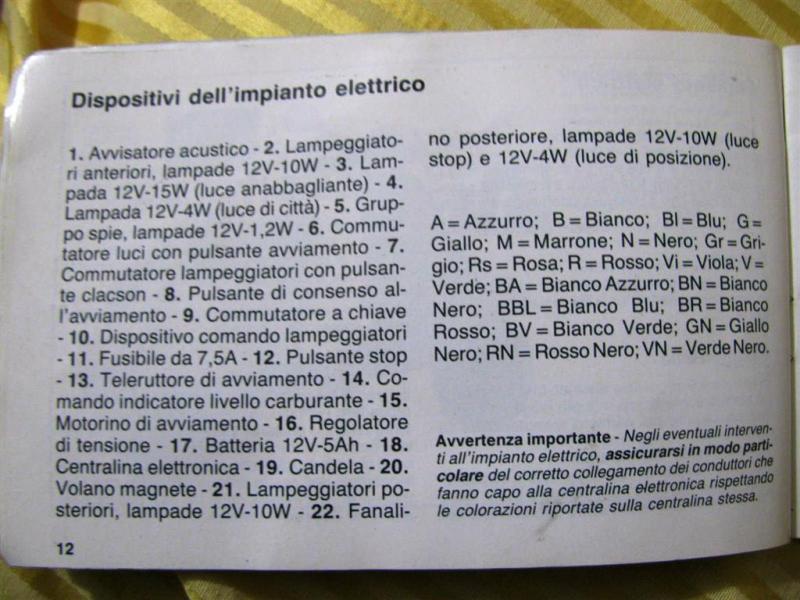 Dispositivi dell'impianto elettrico
1. Avvisatore acustico - 2. Lampeggiato-
ri anteriori, lampade 12V-10W - 3. Lam-
pada 12V-15W (luce anabbagliante) - 4.
Lampada 12V-4W (luce di città) - 5. Grup-
po spie, lampade 12V-1,2W - 6. Commu-
tatore luci con pulsante avviamento - 7.
Commutatore lampeggiatori con pulsan-
te clacson - 8. Pulsante di consenso al-
l'avviamento - 9. Commutatore a chiave
- 10. Dispositivo comando lampeggiatori
- 11. Fusibile da 7,5A - 12. Pulsante stop
- 13. Teleruttore di avviamento - 14. Co-
mando indicatore livello carburante - 15.
Motorino di avviamento - 16. Regolatore
di tensione - 17. Batteria 12V-5Ah - 18.
Centralina elettronica - 19. Candela - 20.
Volano magnete - 21. Lampeggiatori po-
steriori, lampade 12V-10W - 22. Fanali-
no posteriore, lampade 12V-10W (luce
stop) e 12V-4W (luce di posizione).
A = Azzurro; B = Bianco; Bl = Blu; G =
Giallo; M = Marrone; N = Nero; Gr = Gri-
gio; Rs = Rosa; R = Rosso; Vi = Viola; V =
Verde; BA = Bianco Azzurro; BN = Bianco
Nero; BBL = Bianco Blu; BR = Bianco
Rosso; BV = Bianco Verde; GN = Giallo
Nero; RN = Rosso Nero; VN = Verde Nero.
Avvertenza importante - Negli eventuali interven-
ti all'impianto elettrico, assicurarsi in modo parti-
colare del corretto collegamento dei conduttori che
fanno capo alla centralina elettronica rispettando
le colorazioni riportate sulla centralina stessa.
12